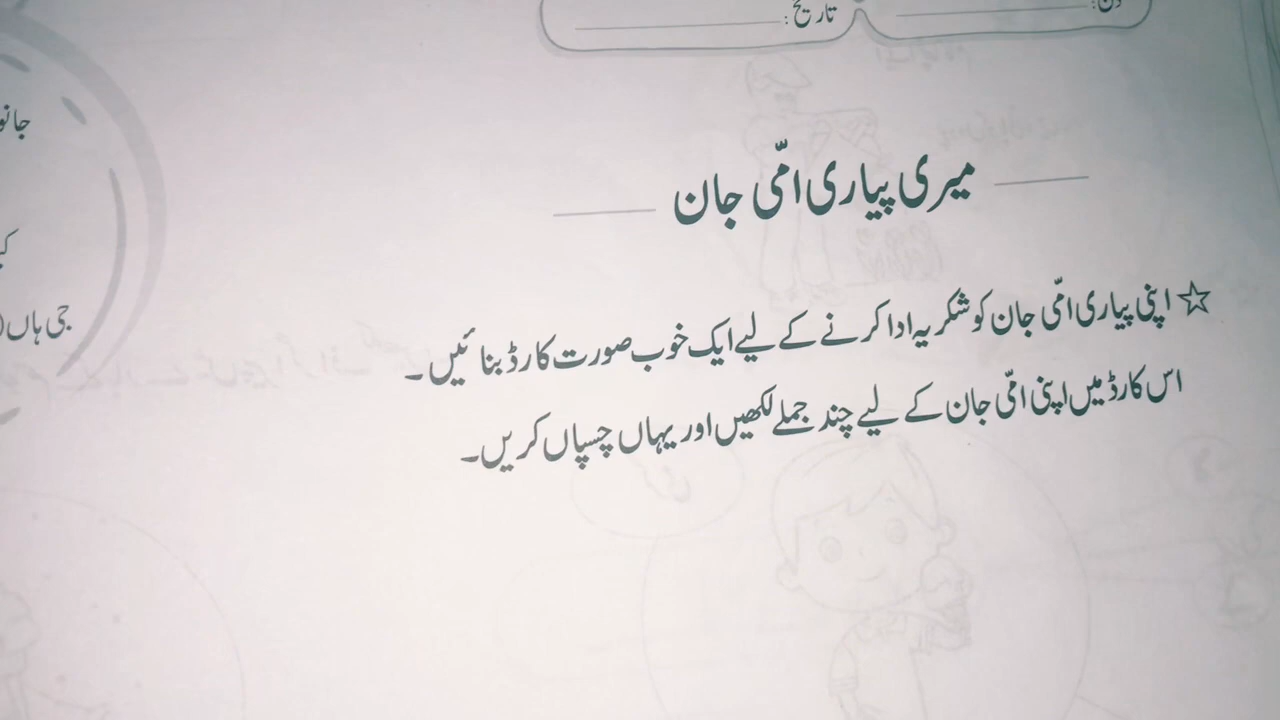 دن:
تاریخ:
میری پیاری امّی جان
☆ اپنی پیاری امّی جان کو شکریہ ادا کرنے کے لیے ایک خوب صورت کارڈ بنائیں۔
اس کارڈ میں اپنی امّی جان کے لیے چند جملے لکھیں اور یہاں چسپاں کریں۔
جی ہاں